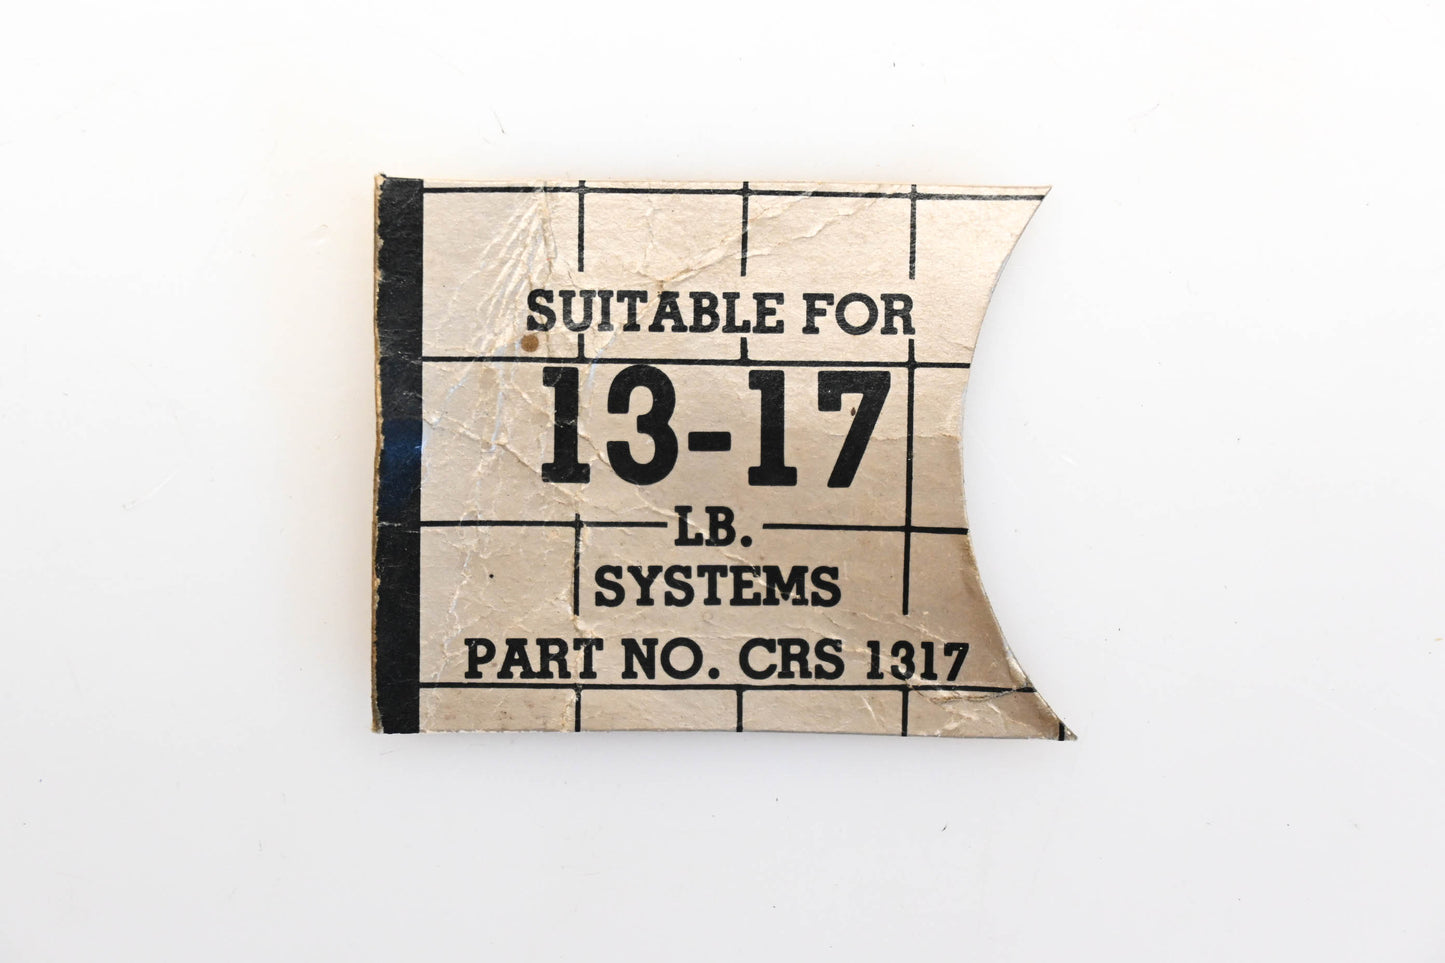 SUITABLE FOR
13-17
LB.
SYSTEMS
PART NO. CRS 1317